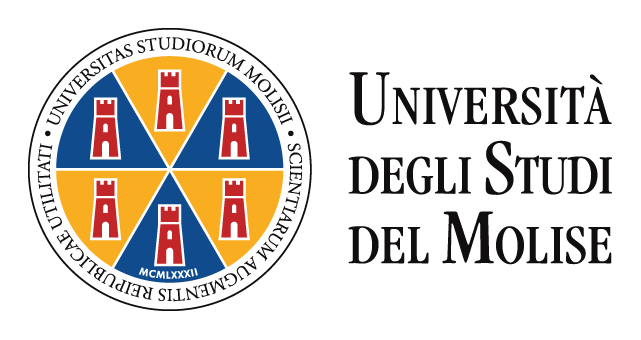 UNIVERSITAS STUDIORUM MOLISII • SCIENTIARUM AUGMENTIS REIPUBLICAE UTILITATI •
MCMLXXXII
UNIVERSITÀ
DEGLI STUDI
DEL MOLISE